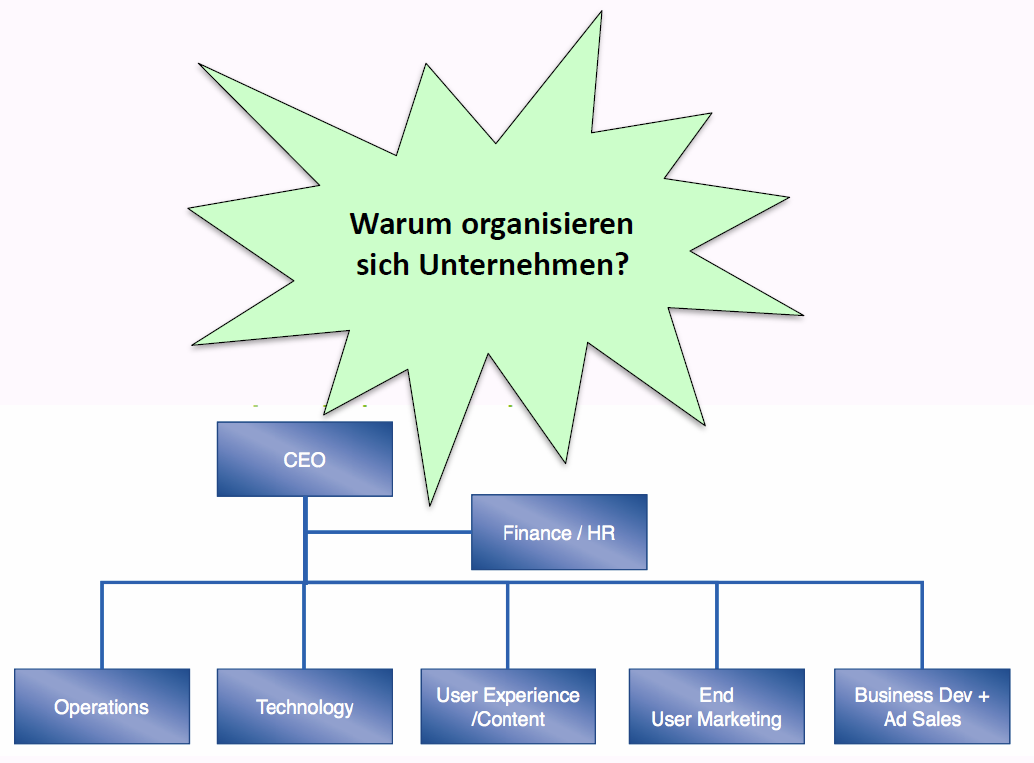 Warum organisieren
sich Unternehmen?
CEO
Finance / HR
Operations
Technology
User Experience
/Content
End
User Marketing
Business Dev +
Ad Sales